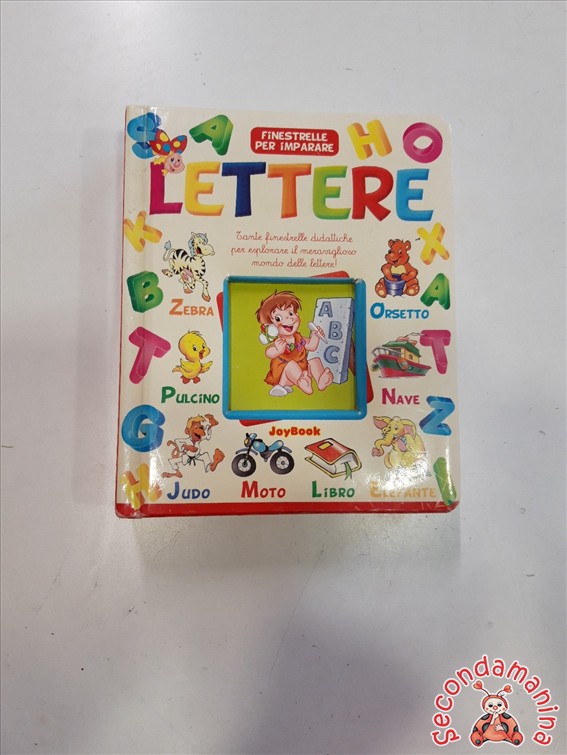 FINESTRELLE
PER IMPARARE
S A H O
LETTERE
Tante finestrelle didattiche
per esplorare il meraviglioso
mondo delle lettere!
K X
ZEBRA
ORSETTO
B A
A
B
C
T T
PULCINO
NAVE
JoyBook
G Z
JUDO
MOTO
LIBRO
ELEFANTE
secondamanina